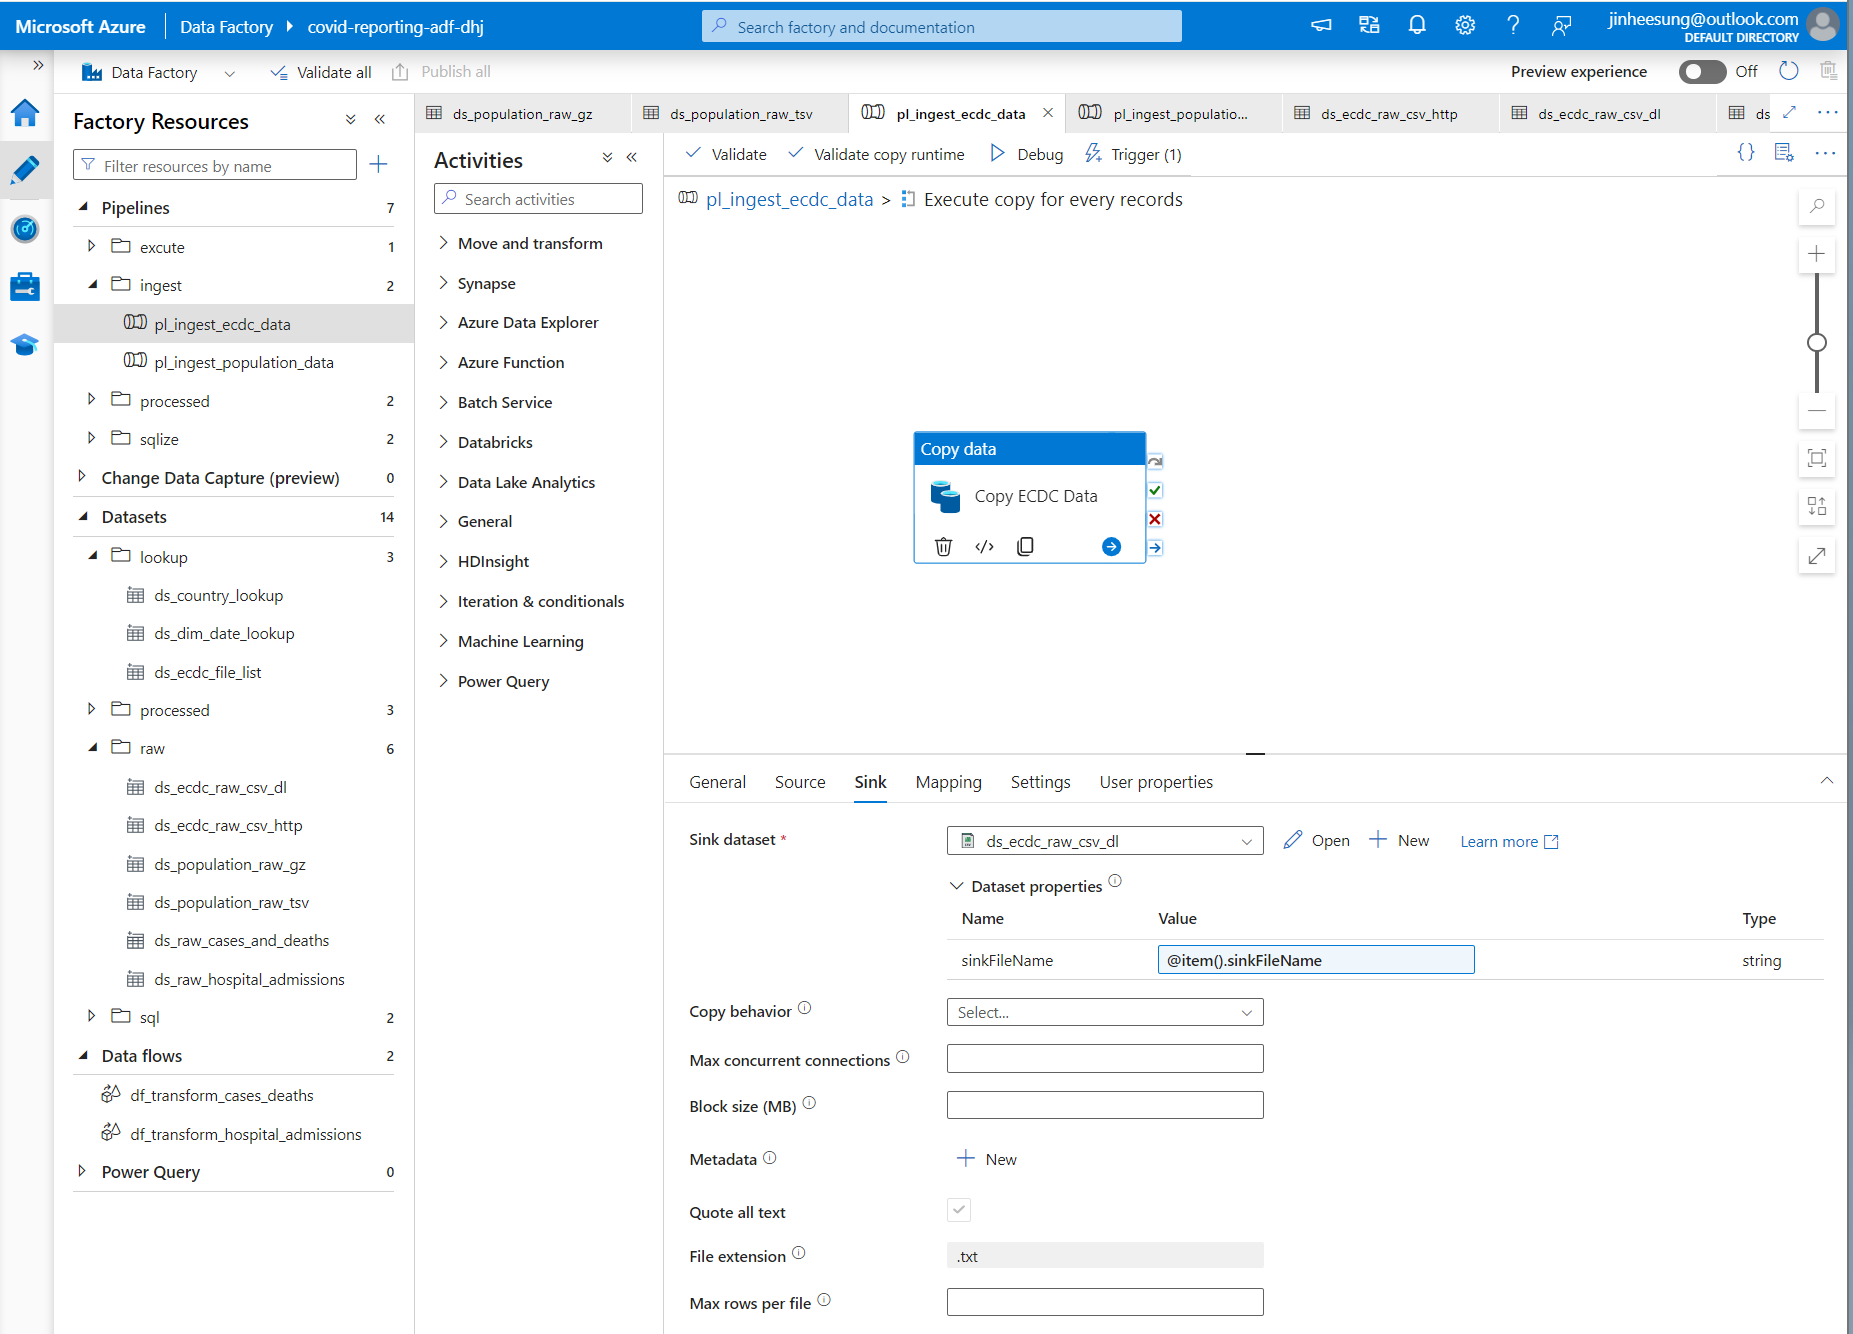 Microsoft Azure
Data Factory
covid-reporting-adf-dhj
Search factory and documentation
jinheesung@outlook.com
DEFAULT DIRECTORY
Data Factory
Validate all
Publish all
Preview experience
Off
Factory Resources
Filter resources by name
Pipelines 7
excute 1
ingest 2
pl_ingest_ecdc_data
pl_ingest_population_data
processed 2
sqlize 2
Change Data Capture (preview) 0
Datasets 14
lookup 3
ds_country_lookup
ds_dim_date_lookup
ds_ecdc_file_list
processed 3
raw 6
ds_ecdc_raw_csv_dl
ds_ecdc_raw_csv_http
ds_population_raw_gz
ds_population_raw_tsv
ds_raw_cases_and_deaths
ds_raw_hospital_admissions
sql 2
Data flows 2
df_transform_cases_deaths
df_transform_hospital_admissions
Power Query 0
ds_population_raw_gz
ds_population_raw_tsv
pl_ingest_ecdc_data
pl_ingest_populatio...
ds_ecdc_raw_csv_http
ds_ecdc_raw_csv_dl
ds
Activities
Search activities
Move and transform
Synapse
Azure Data Explorer
Azure Function
Batch Service
Databricks
Data Lake Analytics
General
HDInsight
Iteration & conditionals
Machine Learning
Power Query
Validate
Validate copy runtime
Debug
Trigger (1)
pl_ingest_ecdc_data > Execute copy for every records
Copy data
Copy ECDC Data
General
Source
Sink
Mapping
Settings
User properties
Sink dataset *
ds_ecdc_raw_csv_dl
Open
New
Learn more
Dataset properties
Name Value Type
sinkFileName @item().sinkFileName string
Copy behavior
Select...
Max concurrent connections
Block size (MB)
Metadata
New
Quote all text
File extension
.txt
Max rows per file